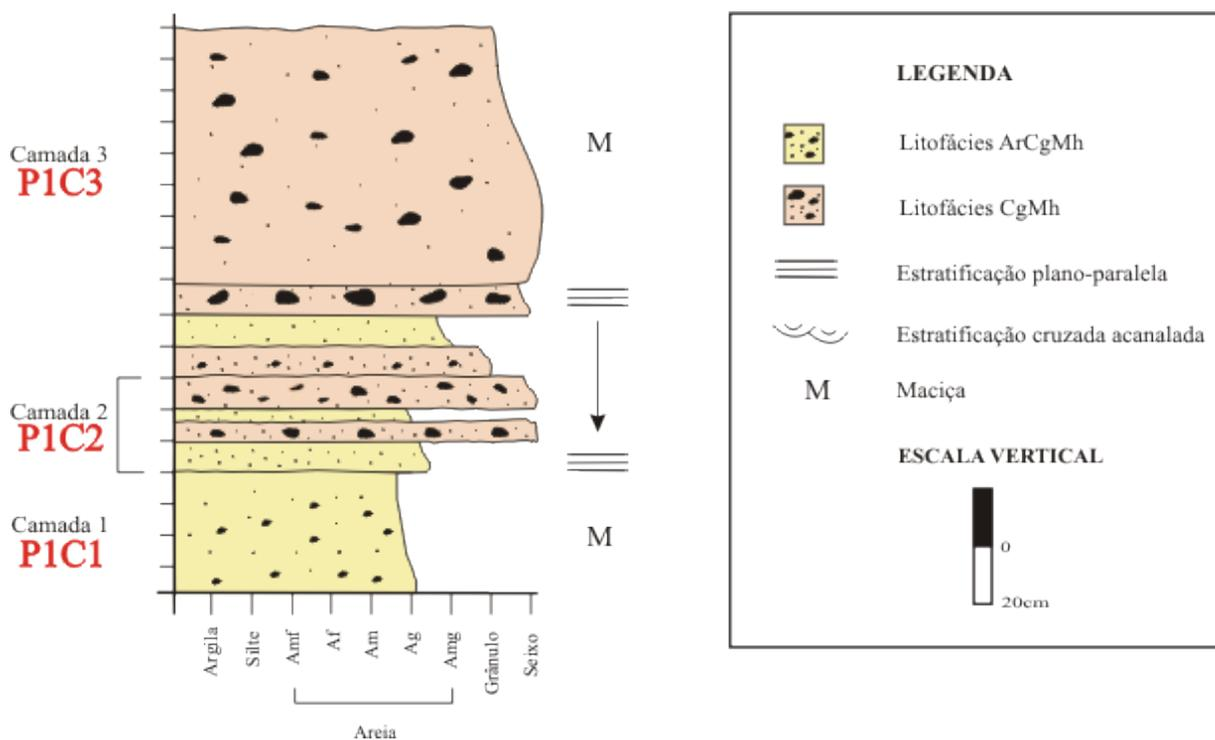 Camada 3
P1C3
M
Camada 2
P1C2
Camada 1
P1C1
M
Argila
Silte
Amf
Af
Am
Ag
Amg
Grânulo
Seixo
Areia
LEGENDA
Litofácies ArCgMh
Litofácies CgMh
Estratificação plano-paralela
Estratificação cruzada acanalada
M Maciça
ESCALA VERTICAL
0
20cm